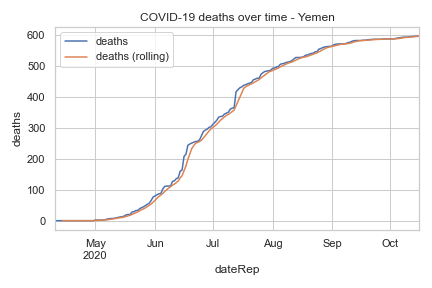 COVID-19 deaths over time - Yemen
deaths
deaths (rolling)
600
500
400
300
200
100
0
deaths
May Jun Jul Aug Sep Oct
2020
dateRep